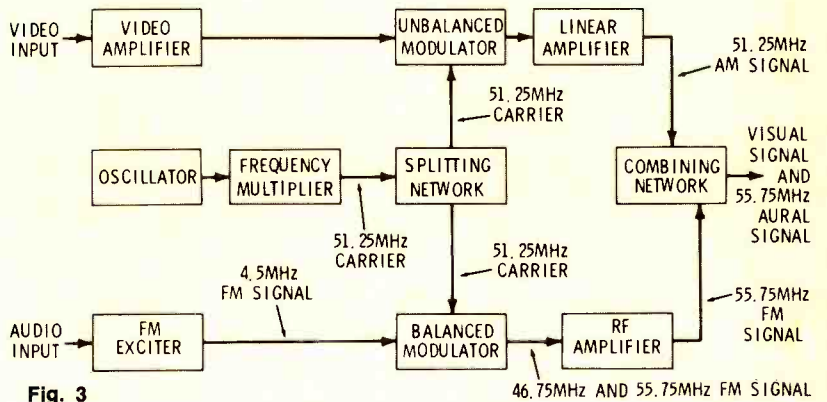 VIDEO
INPUT
VIDEO
AMPLIFIER
UNBALANCED
MODULATOR
LINEAR
AMPLIFIER
51.25MHz
AM SIGNAL
51.25MHz
CARRIER
OSCILLATOR
FREQUENCY
MULTIPLIER
SPLITTING
NETWORK
COMBINING
NETWORK
VISUAL
SIGNAL
AND
55.75MHz
AURAL
SIGNAL
51.25MHz
CARRIER
51.25MHz
CARRIER
4.5MHz
FM SIGNAL
55.75MHz
FM
SIGNAL
AUDIO
INPUT
FM
EXCITER
BALANCED
MODULATOR
RF
AMPLIFIER
46.75MHz AND 55.75MHz FM SIGNAL
Fig. 3